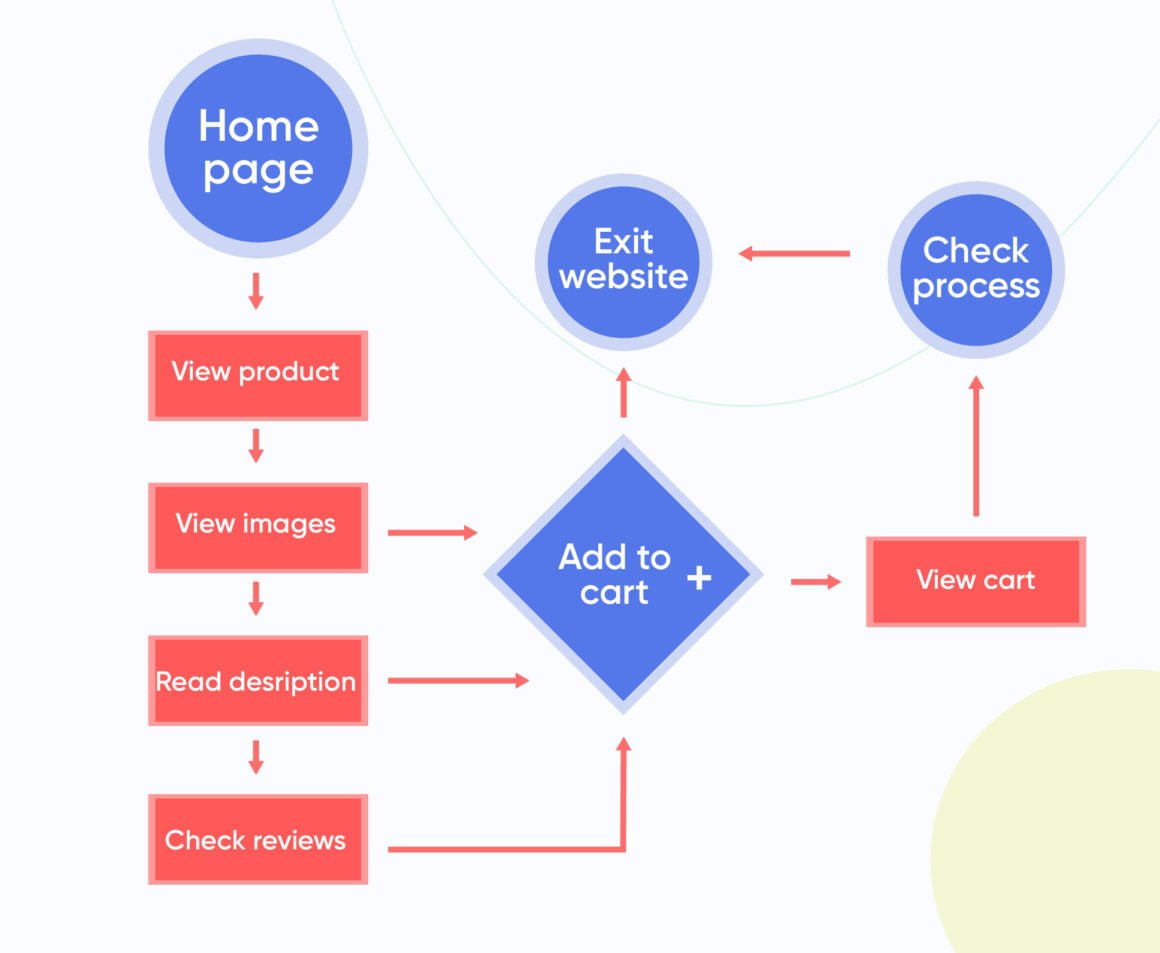 Home
page
View product
View images
Read desription
Check reviews
Add to
cart +
Exit
website
View cart
Check
process